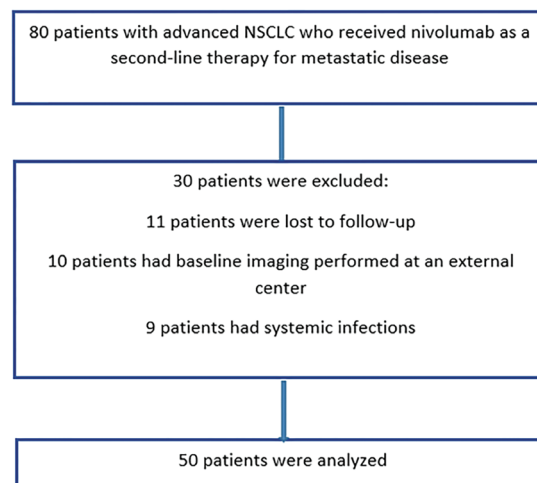 80 patients with advanced NSCLC who received nivolumab as a
second-line therapy for metastatic disease
30 patients were excluded:
11 patients were lost to follow-up
10 patients had baseline imaging performed at an external
center
9 patients had systemic infections
50 patients were analyzed